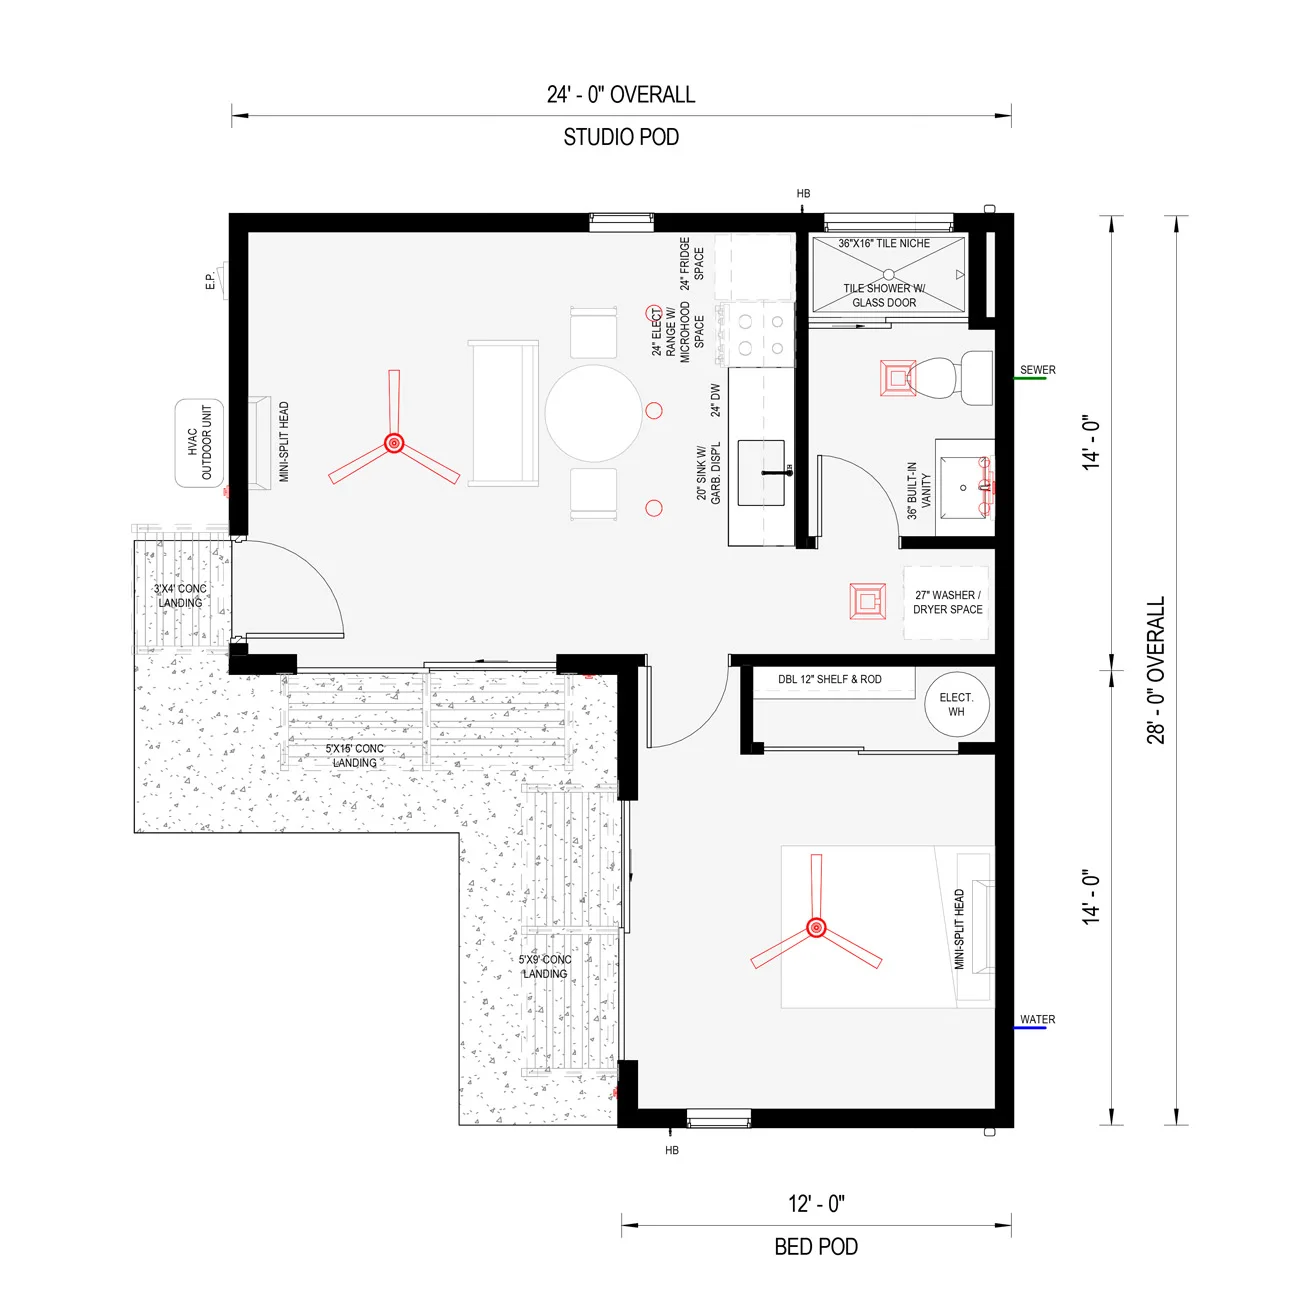 24' - 0" OVERALL
STUDIO POD
HB
36"X16" TILE NICHE
TILE SHOWER W/
GLASS DOOR
24" FRIDGE
SPACE
24" ELECT
RANGE W/
MICROHOOD
SPACE
E.P.
SEWER
24" DW
HVAC
OUTDOOR UNIT
MINI-SPLIT HEAD
20" SINK W/
GARB. DISP'L
36" BUILT-IN
VANITY
14' - 0"
3'X4' CONC
LANDING
27" WASHER /
DRYER SPACE
28' - 0" OVERALL
DBL 12" SHELF & ROD
ELECT.
WH
5'X15' CONC
LANDING
14' - 0"
MINI-SPLIT HEAD
5'X9' CONC
LANDING
WATER
HB
12' - 0"
BED POD